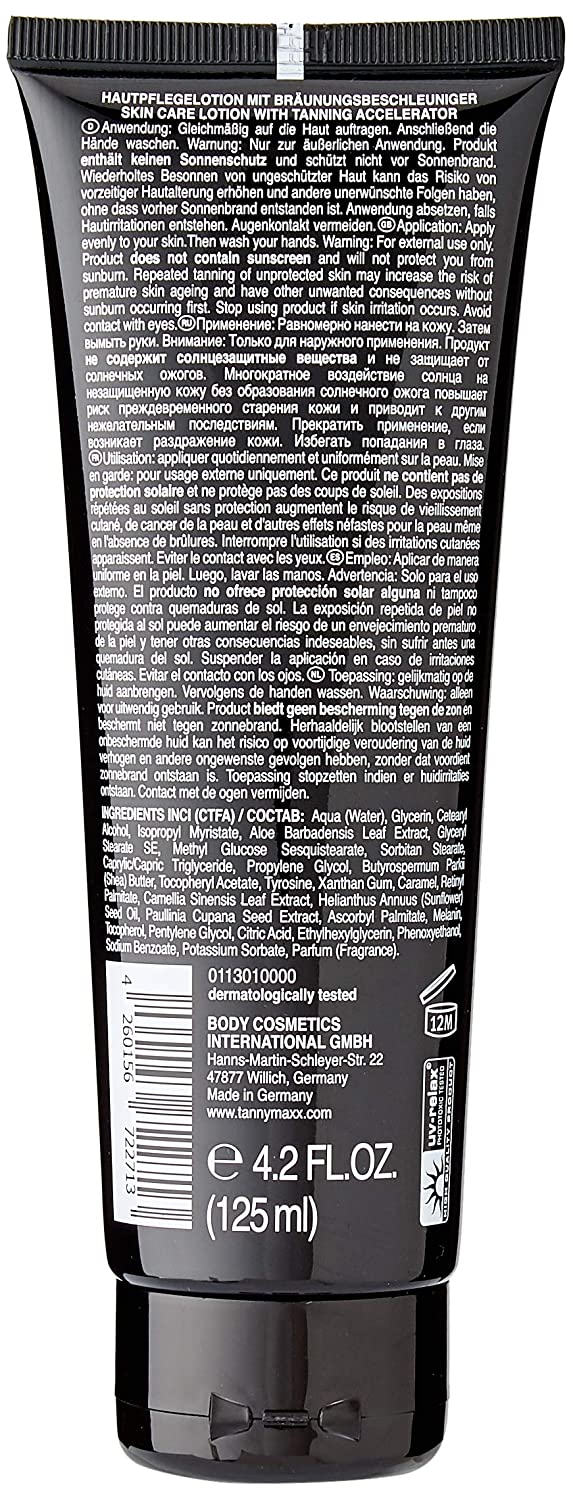 HAUTPFLEGELOTION MIT BRÄUNUNGSBESCHLEUNIGER
SKIN CARE LOTION WITH TANNING ACCELERATOR
D Anwendung: Gleichmäßig auf die Haut auftragen. Anschließend die
Hände waschen. Warnung: Nur zur äußerlichen Anwendung. Produkt
enthält keinen Sonnenschutz und schützt nicht vor Sonnenbrand.
Wiederholtes Besonnen von ungeschützter Haut kann das Risiko von
vorzeitiger Hautalterung erhöhen und andere unerwünschte Folgen haben,
ohne dass vorher Sonnenbrand entstanden ist. Anwendung absetzen, falls
Hautirritationen entstehen. Augenkontakt vermeiden. GB Application: Apply
evenly to your skin.Then wash your hands. Warning: For external use only.
Product does not contain sunscreen and will not protect you from
sunburn. Repeated tanning of unprotected skin may increase the risk of
premature skin ageing and have other unwanted consequences without
sunburn occurring first. Stop using product if skin irritation occurs. Avoid
contact with eyes. RU Применение: Равномерно нанести на кожу. Затем
вымыть руки. Внимание: Только для наружного применения. Продукт
не содержит солнцезащитные вещества и не защищает от
солнечных ожогов. Многократное воздействие солнца на
незащищенную кожу без образования солнечного ожога повышает
риск преждевременного старения кожи и приводит к другим
нежелательным последствиям. Прекратить применение, если
возникает раздражение кожи. Избегать попадания в глаза.
FR Utilisation: appliquer quotidiennement et uniformément sur la peau. Mise
en garde: pour usage externe uniquement. Ce produit ne contient pas de
protection solaire et ne protège pas des coups de soleil. Des expositions
répétées au soleil sans protection augmentent le risque de vieillissement
cutané, de cancer de la peau et d'autres effets néfastes pour la peau même
en l'absence de brûlures. Interrompre l'utilisation si des irritations cutanées
apparaissent. Eviter le contact avec les yeux. ES Empleo: Aplicar de manera
uniforme en la piel. Luego, lavar las manos. Advertencia: Solo para el uso
externo. El producto no ofrece protección solar alguna ni tampoco
protege contra quemaduras de sol. La exposición repetida de piel no
protegida al sol puede aumentar el riesgo de un envejecimiento prematuro
de la piel y tener otras consecuencias indeseables, sin sufrir antes una
quemadura del sol. Suspender la aplicación en caso de irritaciones
cutáneas. Evitar el contacto con los ojos. NL Toepassing: gelijkmatig op de
huid aanbrengen. Vervolgens de handen wassen. Waarschuwing: alleen
voor uitwendig gebruik. Product biedt geen bescherming tegen de zon en
beschermt niet tegen zonnebrand. Herhaaldelijk blootstellen van een
onbeschermde huid kan het risico op voortijdige veroudering van de huid
verhogen en andere ongewenste gevolgen hebben, zonder dat voordient
zonnebrand ontstaan is. Toepassing stopzetten indien er huidirritaties
ontstaan. Contact met de ogen vermijden.
INGREDIENTS INCI (CTFA) / СОСТАВ: Aqua (Water), Glycerin, Cetearyl
Alcohol, Isopropyl Myristate, Aloe Barbadensis Leaf Extract, Glyceryl
Stearate SE, Methyl Glucose Sesquistearate, Sorbitan Stearate,
Caprylic/Capric Triglyceride, Propylene Glycol, Butyrospermum Parkii
(Shea) Butter, Tocopheryl Acetate, Tyrosine, Xanthan Gum, Caramel, Retinyl
Palmitate, Camellia Sinensis Leaf Extract, Helianthus Annuus (Sunflower)
Seed Oil, Paullinia Cupana Seed Extract, Ascorbyl Palmitate, Melanin,
Tocopherol, Pentylene Glycol, Citric Acid, Ethylhexylglycerin, Phenoxyethanol,
Sodium Benzoate, Potassium Sorbate, Parfum (Fragrance).
0113010000
dermatologically tested
BODY COSMETICS
INTERNATIONAL GMBH
Hanns-Martin-Schleyer-Str. 22
47877 Willich, Germany
Made in Germany
www.tannymaxx.com
e 4.2 FL.OZ.
(125 ml)
4 260156 722713
12M
uv-relax®
PHOTOTOXIC TESTED
HIGH QUALITY PRODUCT